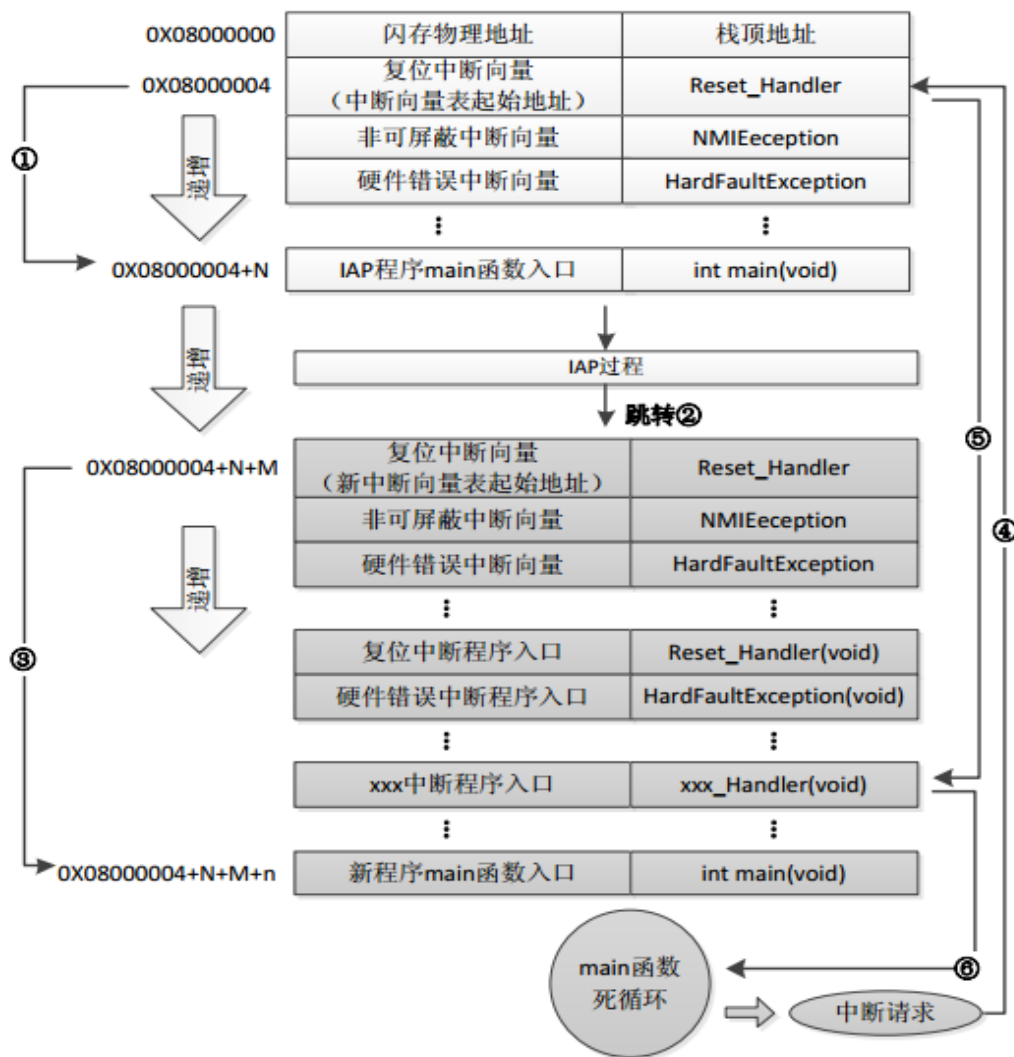 0X08000000
闪存物理地址
栈顶地址
0X08000004
复位中断向量
（中断向量表起始地址）
Reset_Handler
①
递增
非可屏蔽中断向量
NMIEeception
硬件错误中断向量
HardFaultException
0X08000004+N
IAP程序main函数入口
int main(void)
递增
IAP过程
跳转②
⑤
④
0X08000004+N+M
复位中断向量
（新中断向量表起始地址）
Reset_Handler
非可屏蔽中断向量
NMIEeception
递增
硬件错误中断向量
HardFaultException
③
复位中断程序入口
Reset_Handler(void)
硬件错误中断程序入口
HardFaultException(void)
xxx中断程序入口
xxx_Handler(void)
0X08000004+N+M+n
新程序main函数入口
int main(void)
⑥
main函数
死循环
中断请求